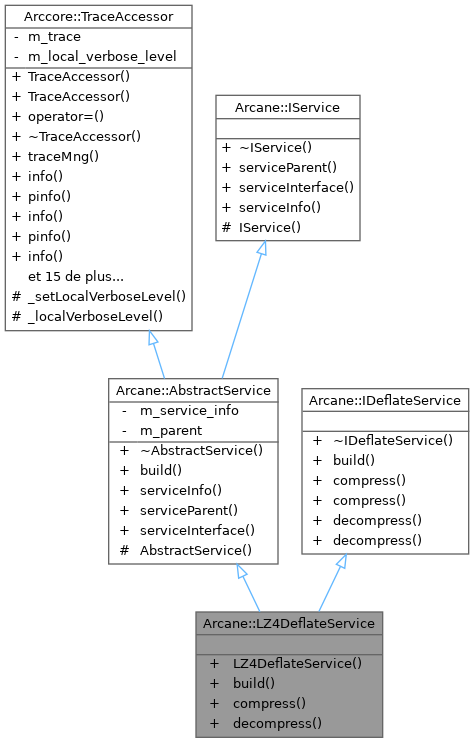 Arccore::TraceAccessor
- m_trace
- m_local_verbose_level
+ TraceAccessor()
+ TraceAccessor()
+ operator=()
+ ~TraceAccessor()
+ traceMng()
+ info()
+ pinfo()
+ info()
+ pinfo()
+ info()
et 15 de plus...
# _setLocalVerboseLevel()
# _localVerboseLevel()
Arcane::IService
+ ~IService()
+ serviceParent()
+ serviceInterface()
+ serviceInfo()
# IService()
Arcane::AbstractService
- m_service_info
- m_parent
+ ~AbstractService()
+ build()
+ serviceInfo()
+ serviceParent()
+ serviceInterface()
# AbstractService()
Arcane::IDeflateService
+ ~IDeflateService()
+ build()
+ compress()
+ compress()
+ decompress()
+ decompress()
Arcane::LZ4DeflateService
+ LZ4DeflateService()
+ build()
+ compress()
+ decompress()